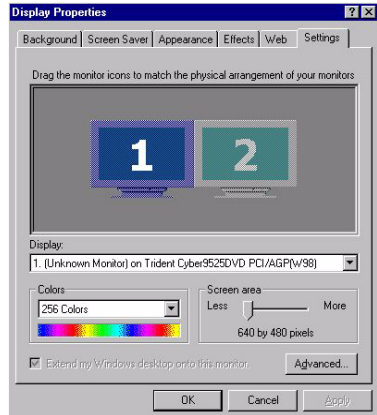 Display Properties
Background Screen Saver Appearance Effects Web Settings
Drag the monitor icons to match the physical arrangement of your monitors
1 2
Display:
1. (Unknown Monitor) on Trident Cyber9525DVD PCI/AGP(W98)
Colors
256 Colors
Screen area
Less More
640 by 480 pixels
Extend my Windows desktop onto this monitor.
Advanced...
OK Cancel Apply